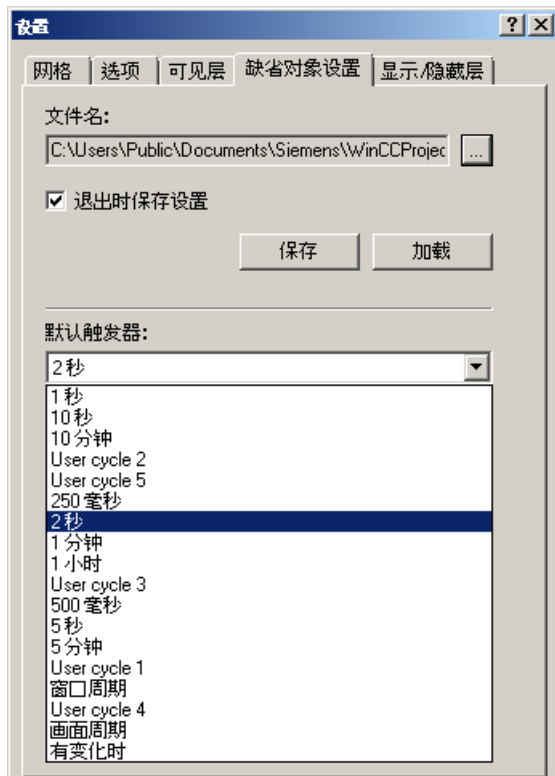 设置
网格 选项 可见层 缺省对象设置 显示/隐藏层
文件名:
C:\Users\Public\Documents\Siemens\WinCCProjec ...
退出时保存设置
保存 加载
默认触发器:
2秒
1秒
10秒
10分钟
User cycle 2
User cycle 5
250毫秒
2秒
1分钟
1小时
User cycle 3
500毫秒
5秒
5分钟
User cycle 1
窗口周期
User cycle 4
画面周期
有变化时